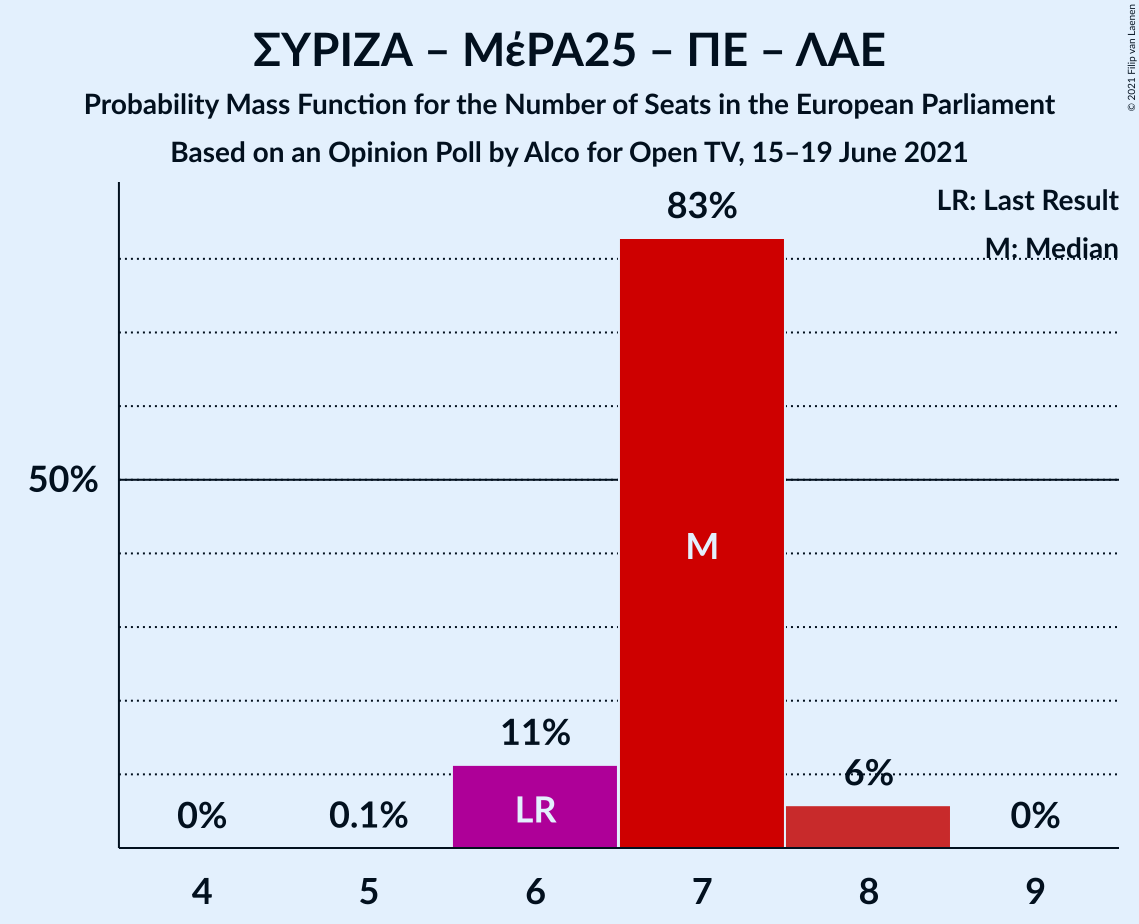 ΣΥΡΙΖΑ – ΜέΡΑ25 – ΠΕ – ΛΑΕ
Probability Mass Function for the Number of Seats in the European Parliament
Based on an Opinion Poll by Alco for Open TV, 15–19 June 2021
© 2021 Filip van Laenen
LR: Last Result
M: Median
83%
50%
M
11%
6%
LR
0%
0.1%
0%
4
5
6
7
8
9